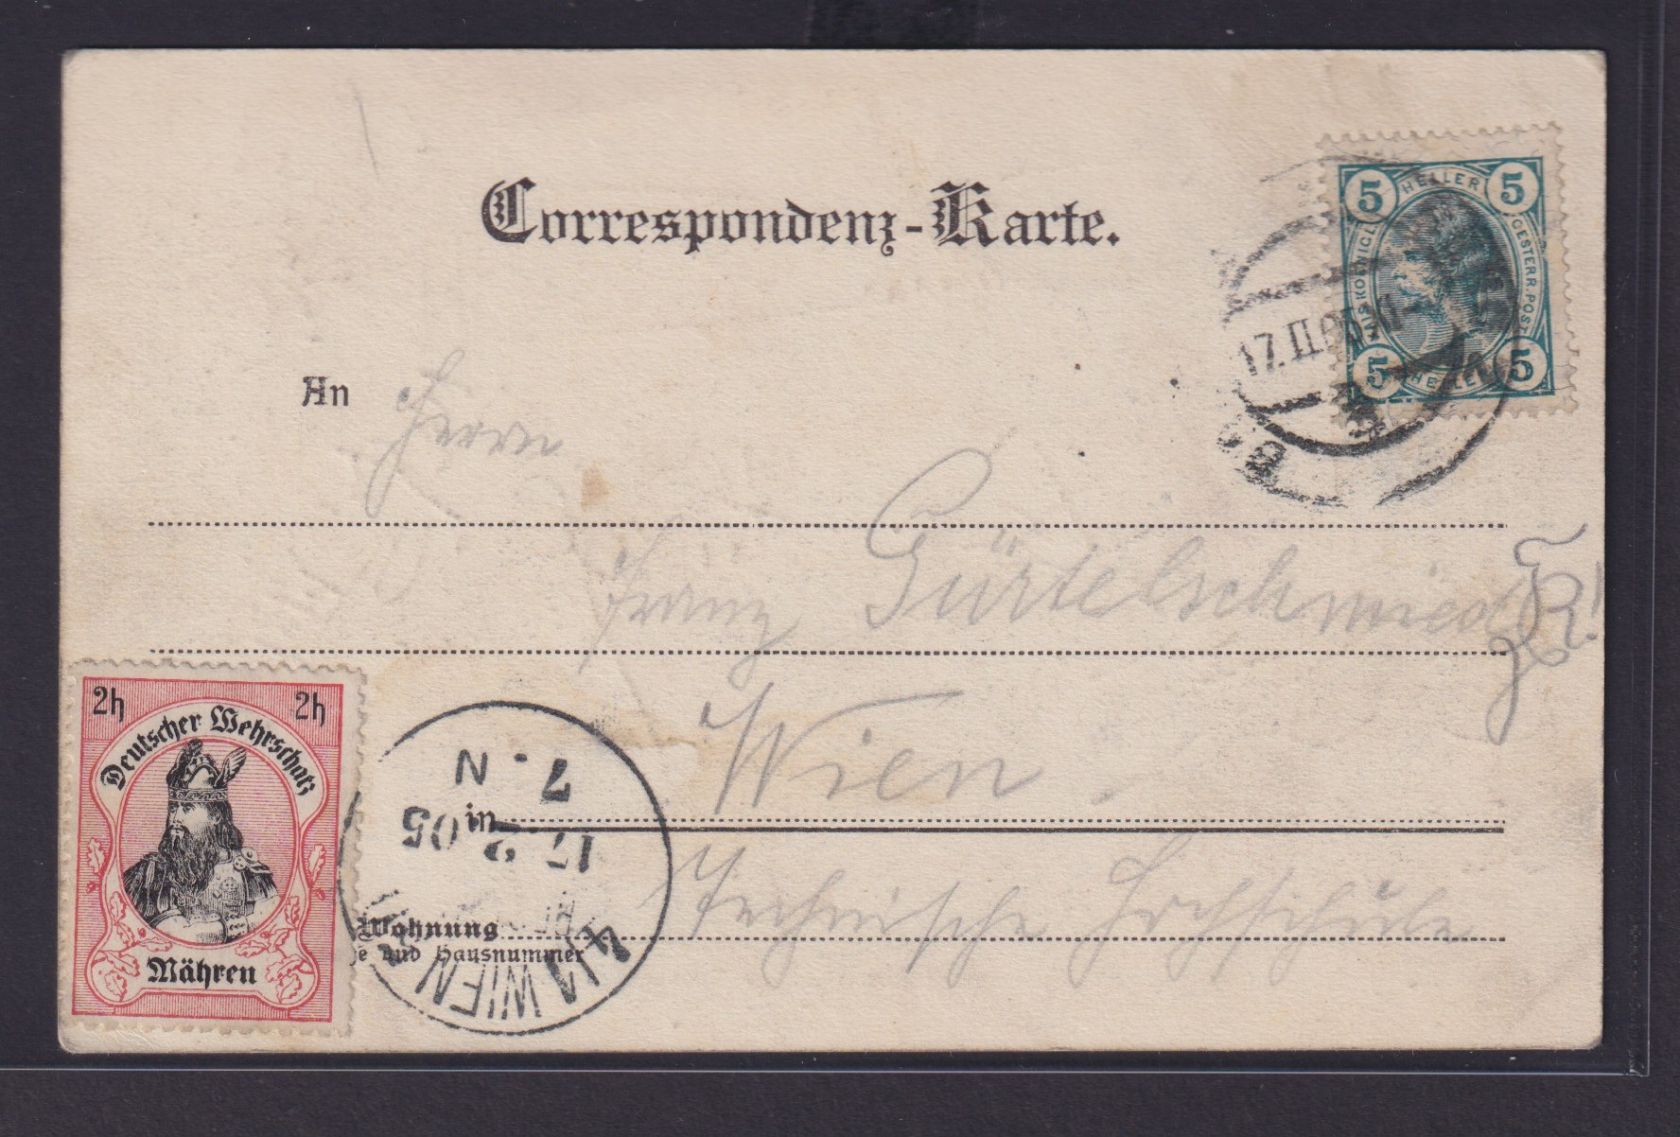 Correspondenz-Karte.
5 HELLER 5
KAIS. KOENIGL. OESTERR. POST
5 HELLER 5
17.II.05
An Herrn
Franz Gürtelschmied
Wien.
Technische Hochschule
2h 2h
Deutscher Wehrschatz
Mähren
7. N
17. 2 05
WIEN
Wohnung
e und Hausnummer